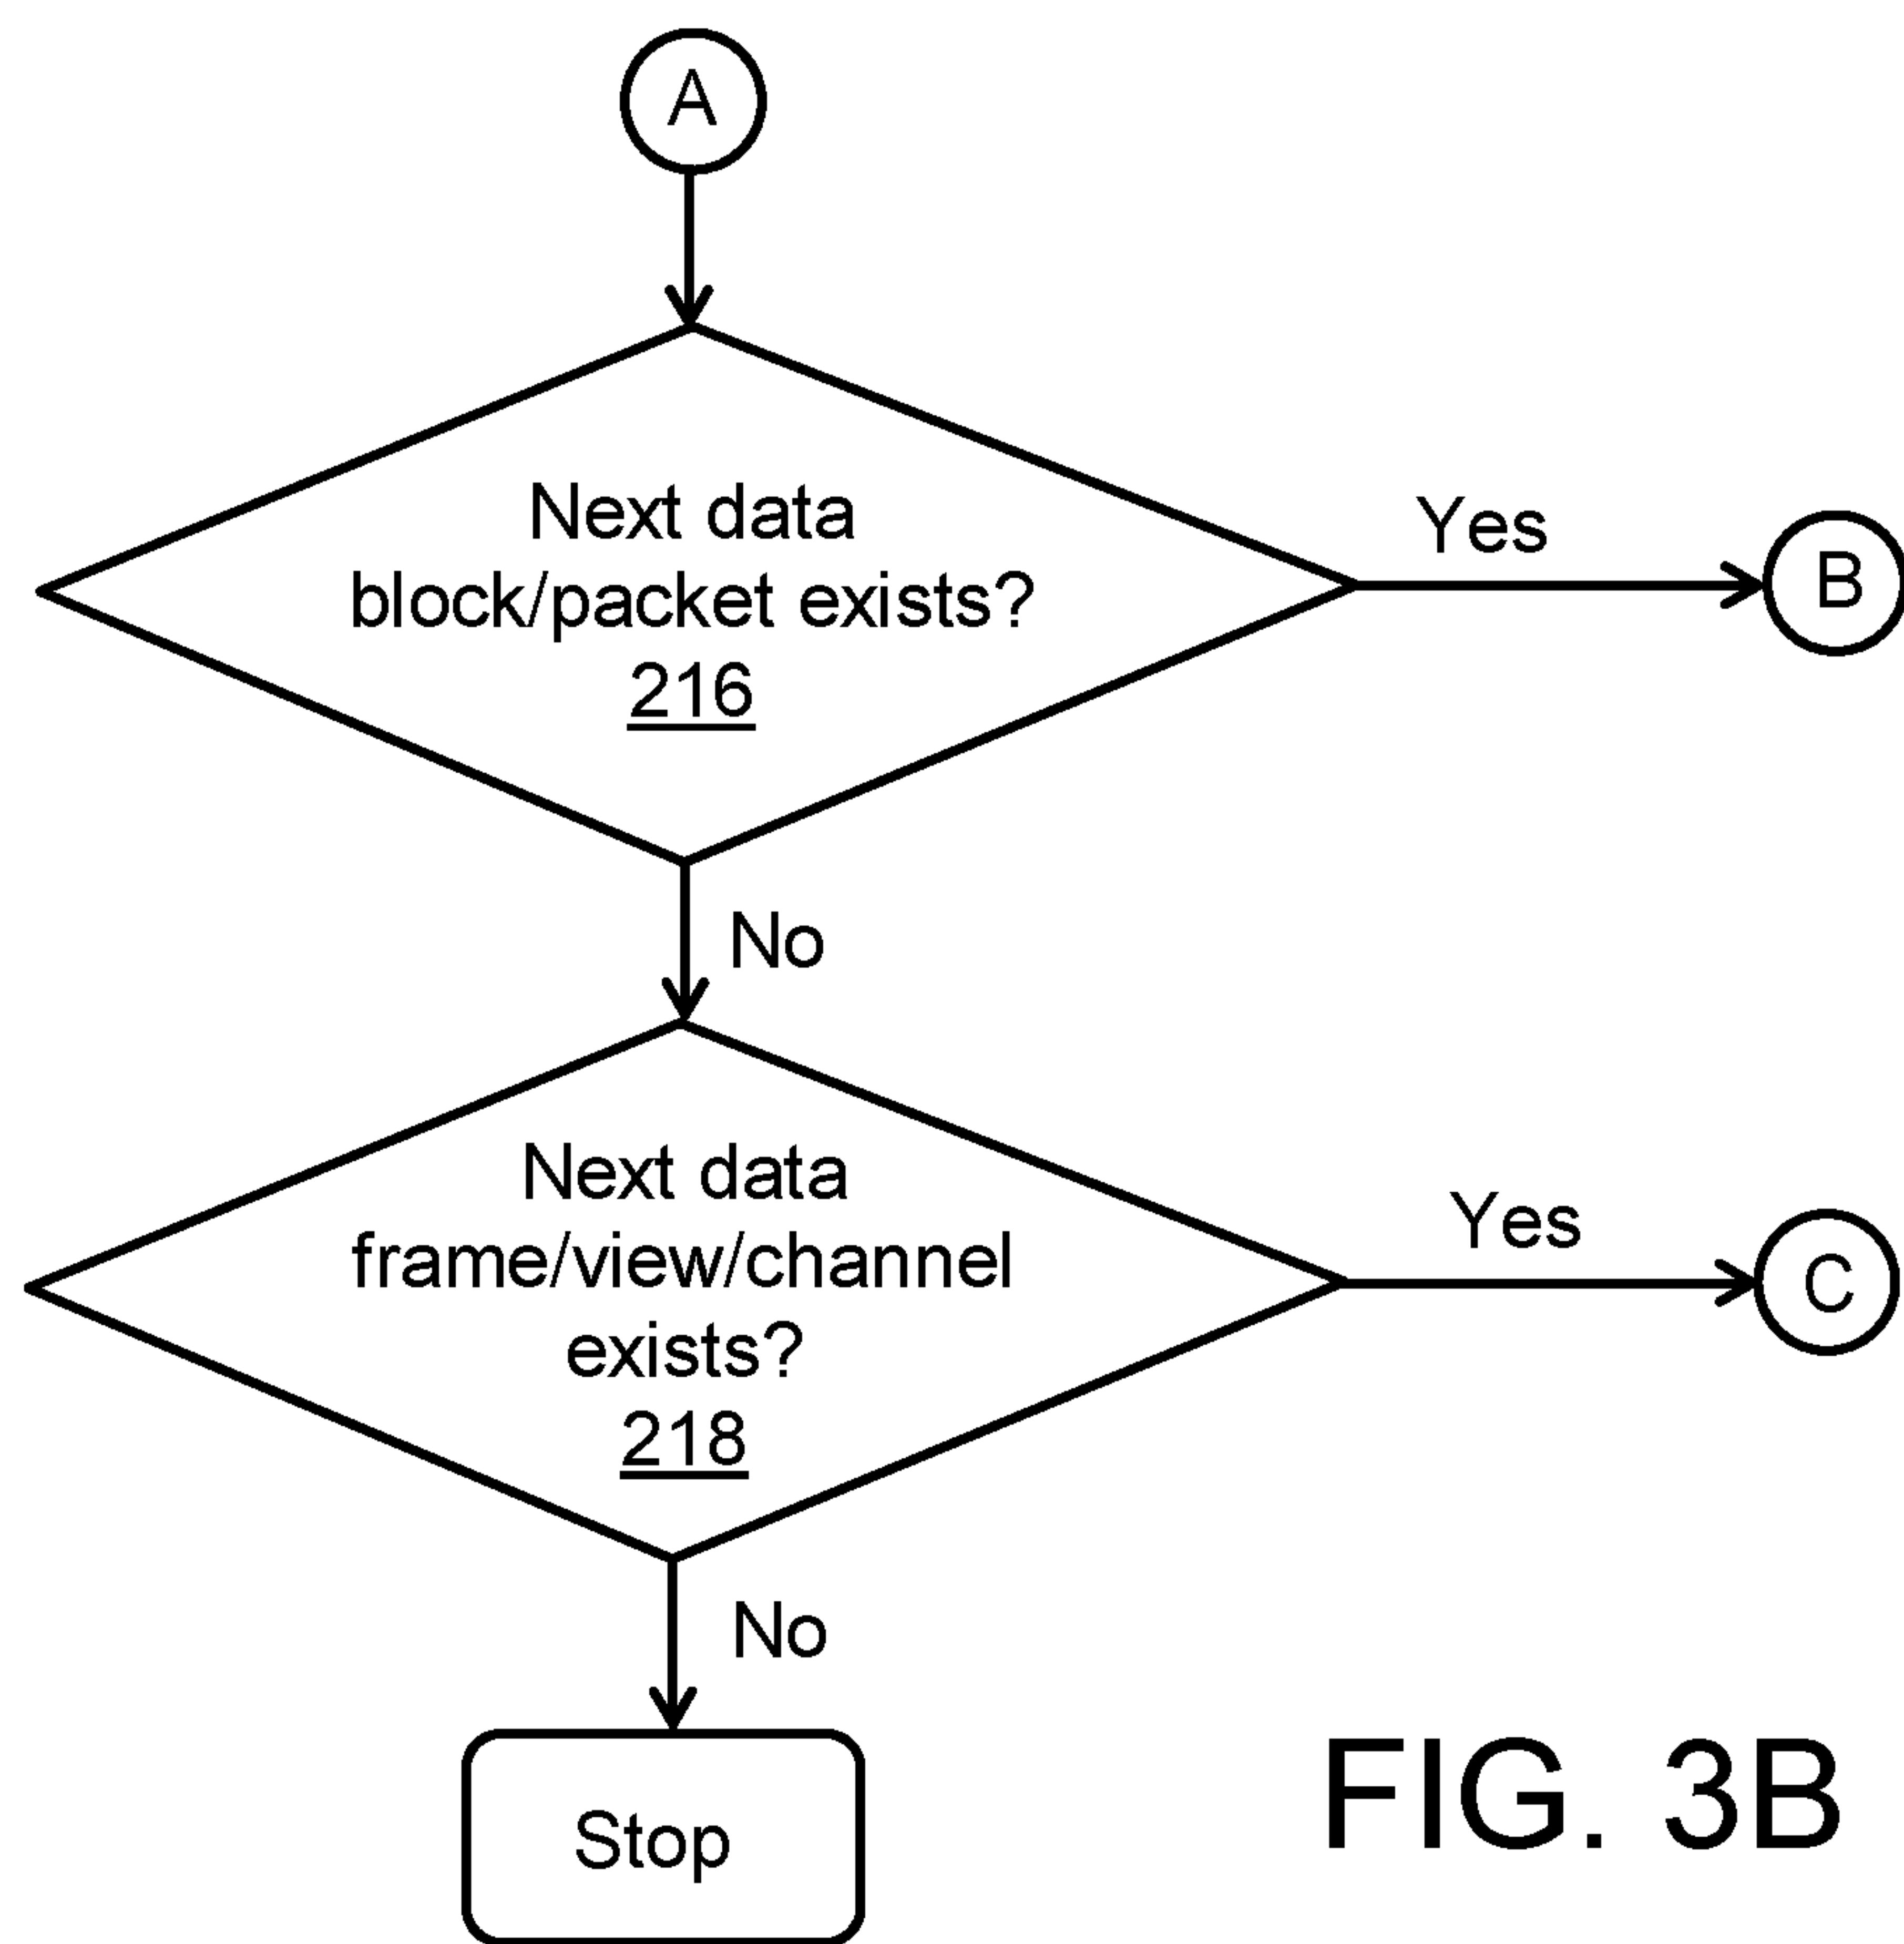 A
Next data
block/packet exists?
216
Yes
B
No
Next data
frame/view/channel
exists?
218
Yes
C
No
Stop
FIG. 3B